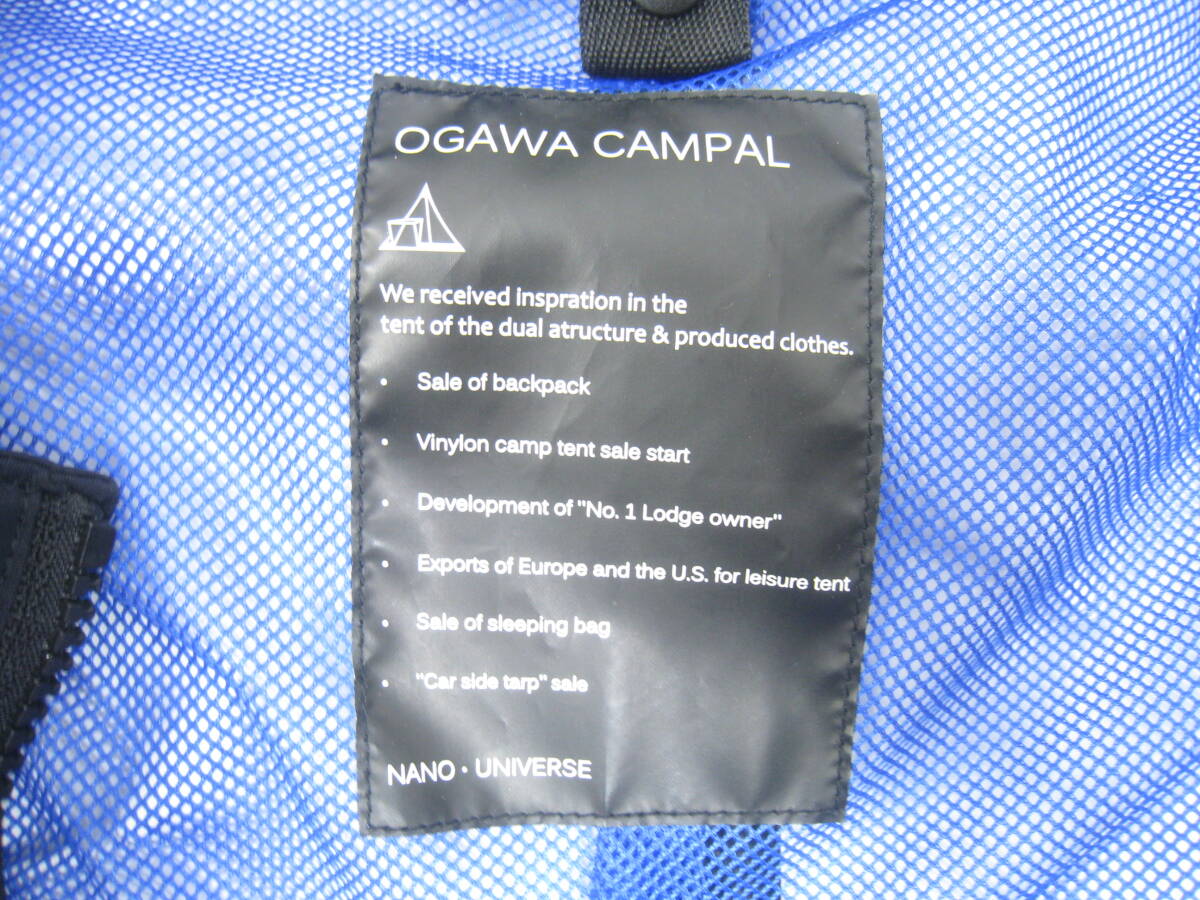 OGAWA CAMPAL
We received inspration in the
tent of the dual atructure & produced clothes.
• Sale of backpack
• Vinylon camp tent sale start
• Development of "No. 1 Lodge owner"
• Exports of Europe and the U.S. for leisure tent
• Sale of sleeping bag
• "Car side tarp" sale
NANO • UNIVERSE